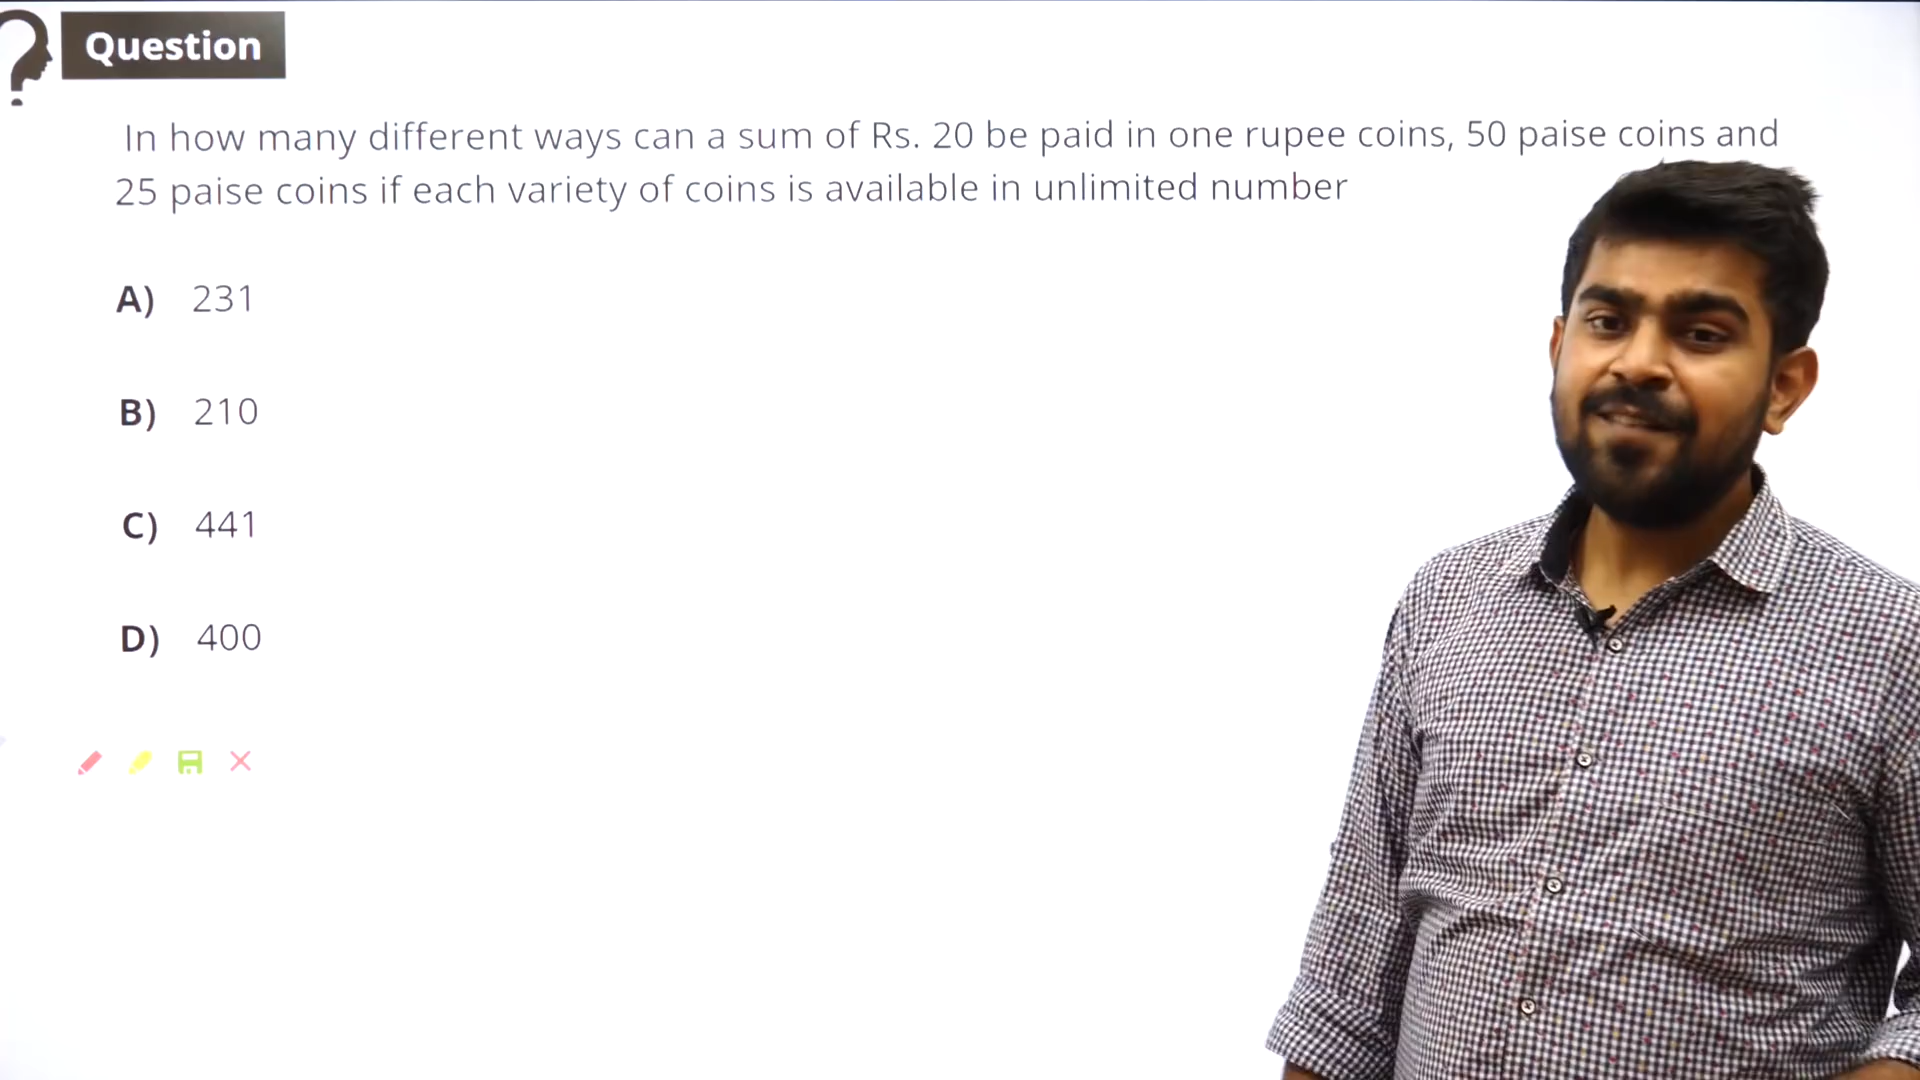 Question
In how many different ways can a sum of Rs. 20 be paid in one rupee coins, 50 paise coins and
25 paise coins if each variety of coins is available in unlimited number
A) 231
B) 210
C) 441
D) 400